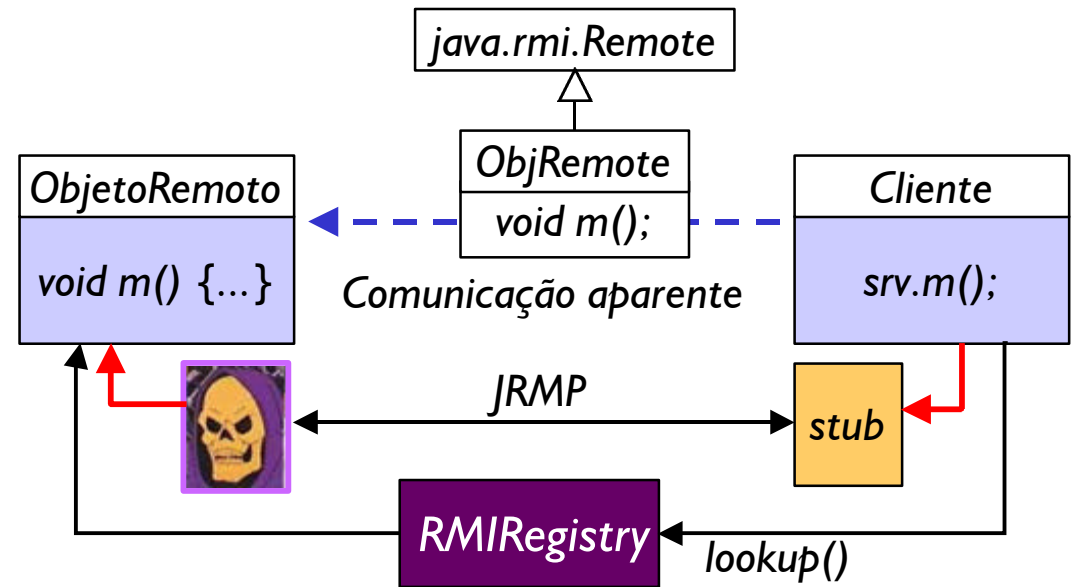 java.rmi.Remote
ObjRemote
void m();
ObjetoRemoto
void m() {...}
Comunicação aparente
Cliente
srv.m();
JRMP
stub
RMIRegistry
lookup()